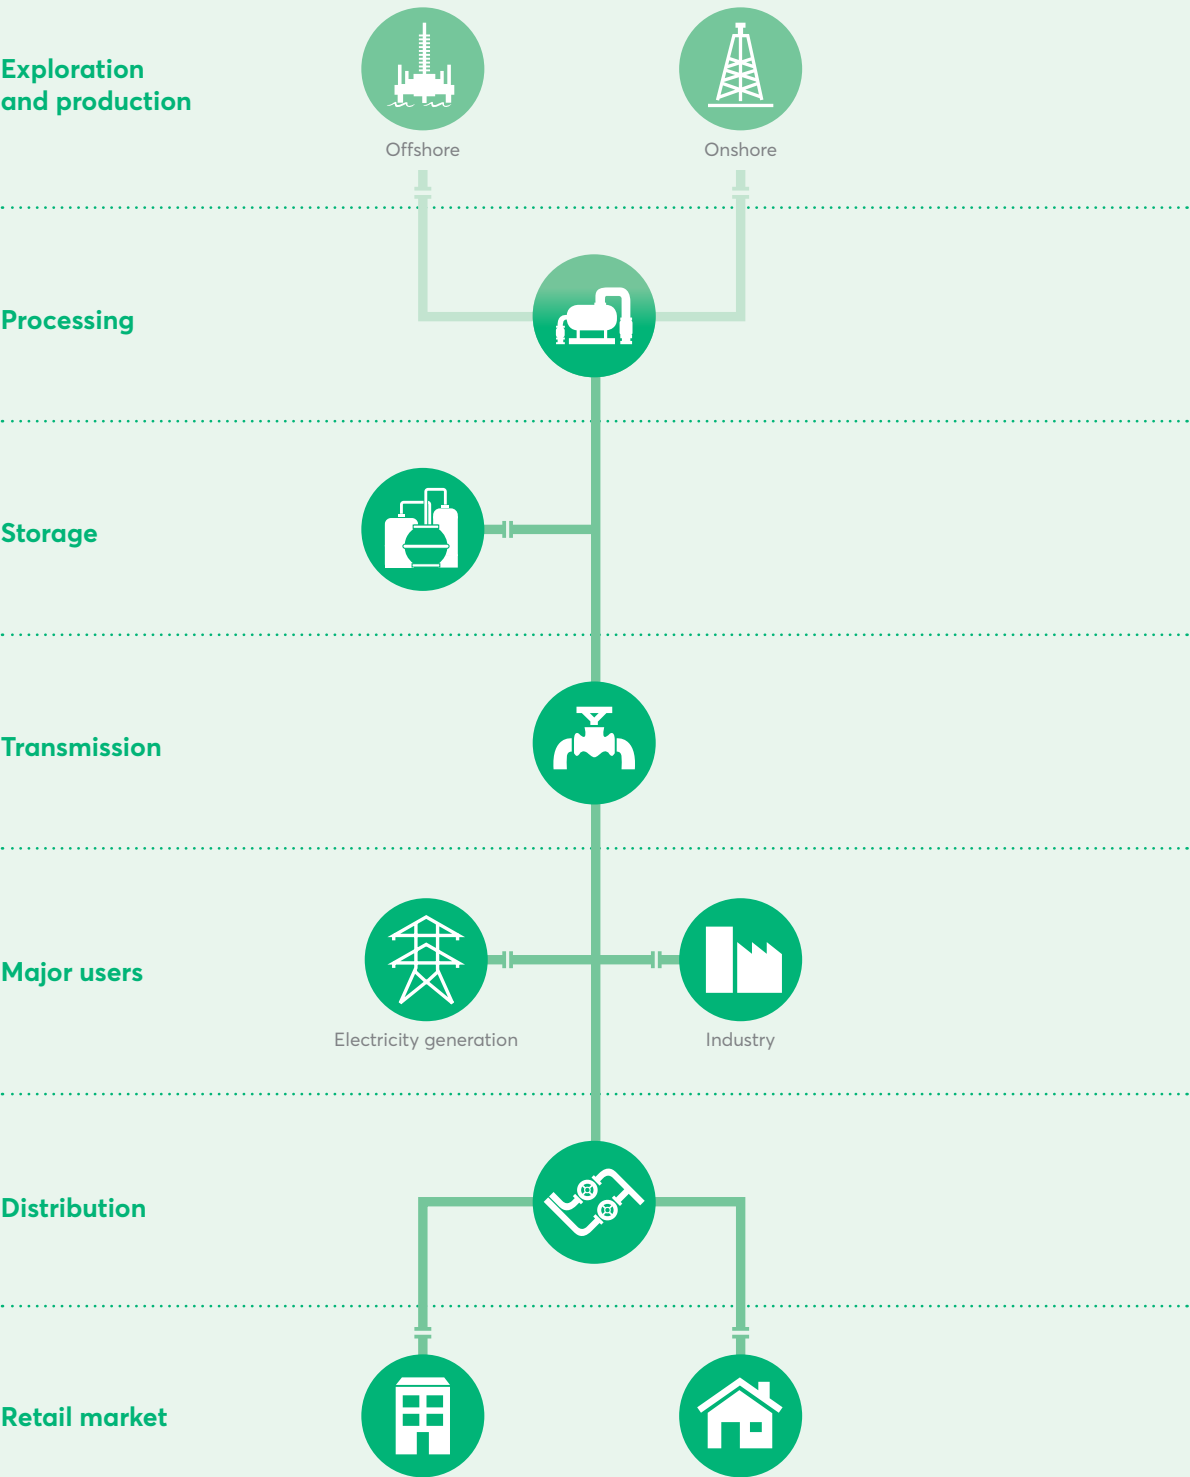 Exploration
and production
Offshore
Onshore
Processing
Storage
Transmission
Major users
Electricity generation
Industry
Distribution
Retail market